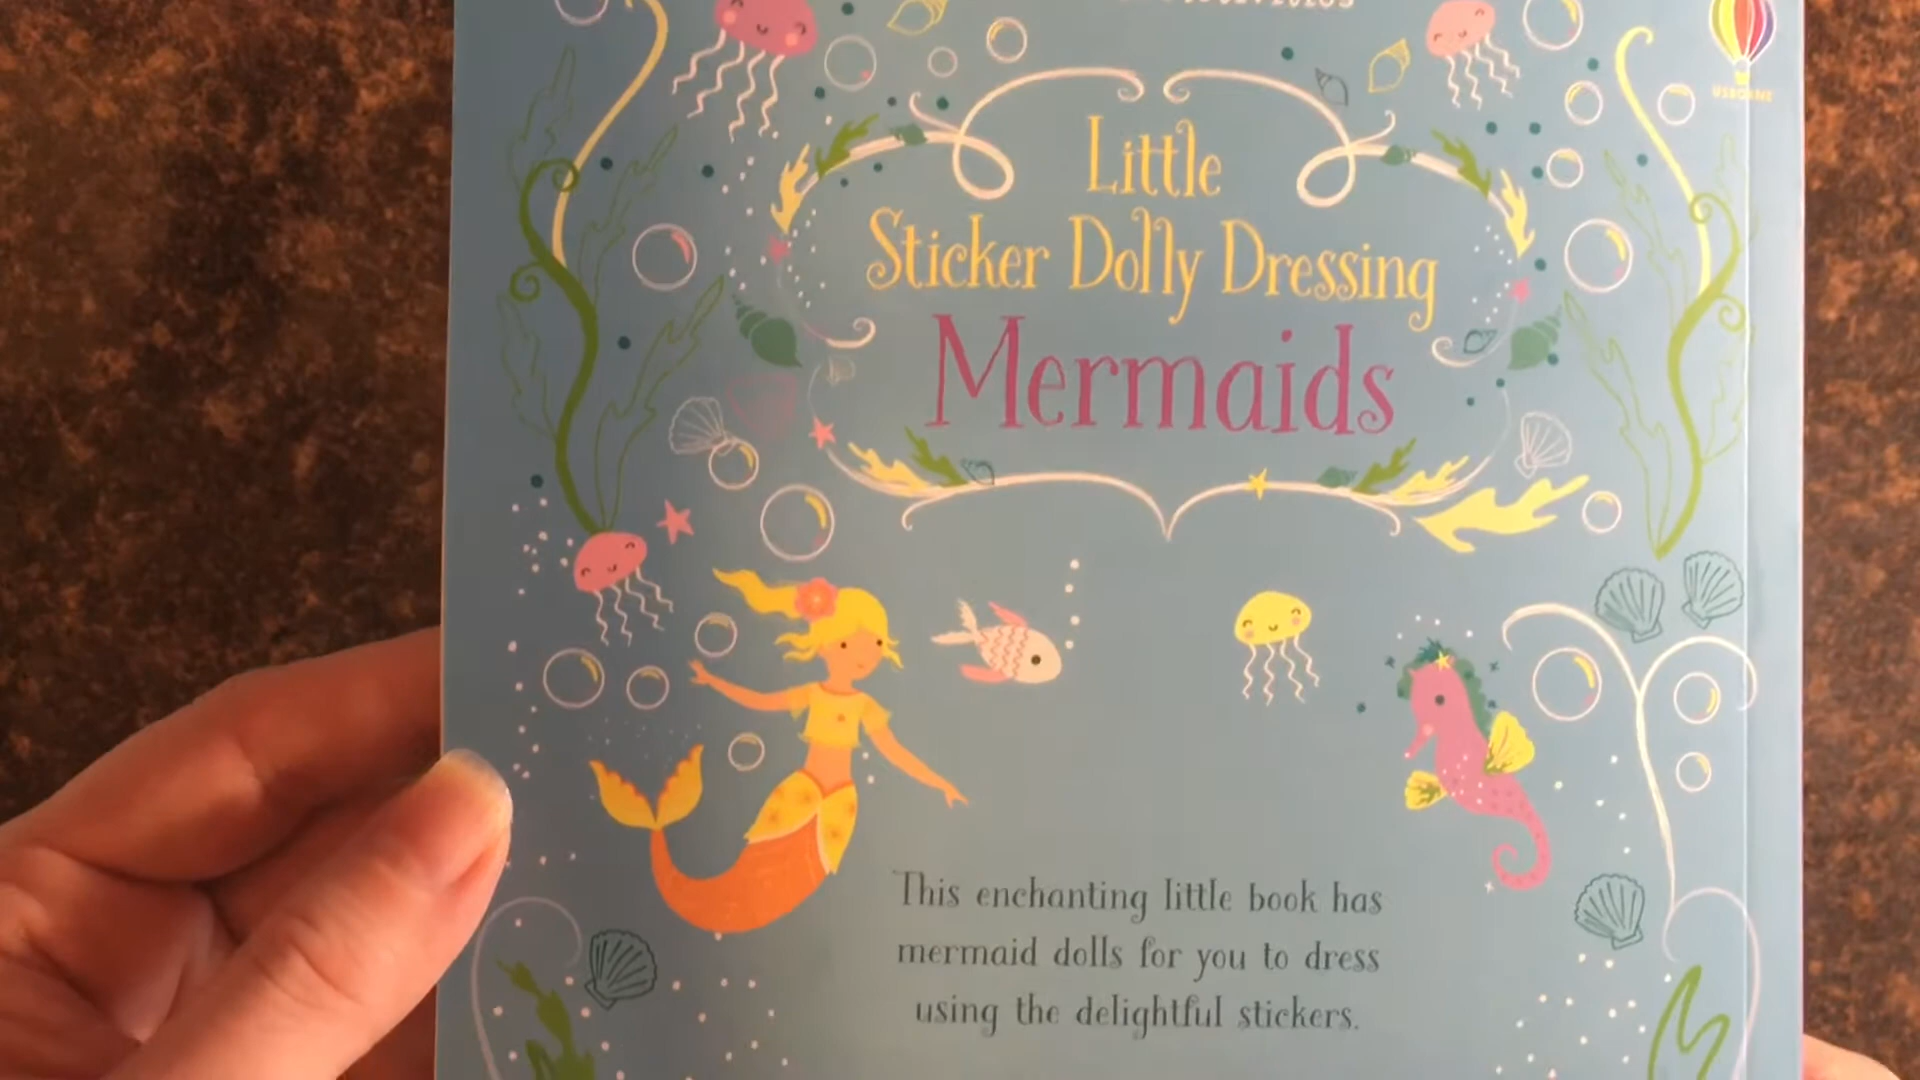 USBORNE
Little
Sticker Dolly Dressing
Mermaids
This enchanting little book has
mermaid dolls for you to dress
using the delightful stickers.